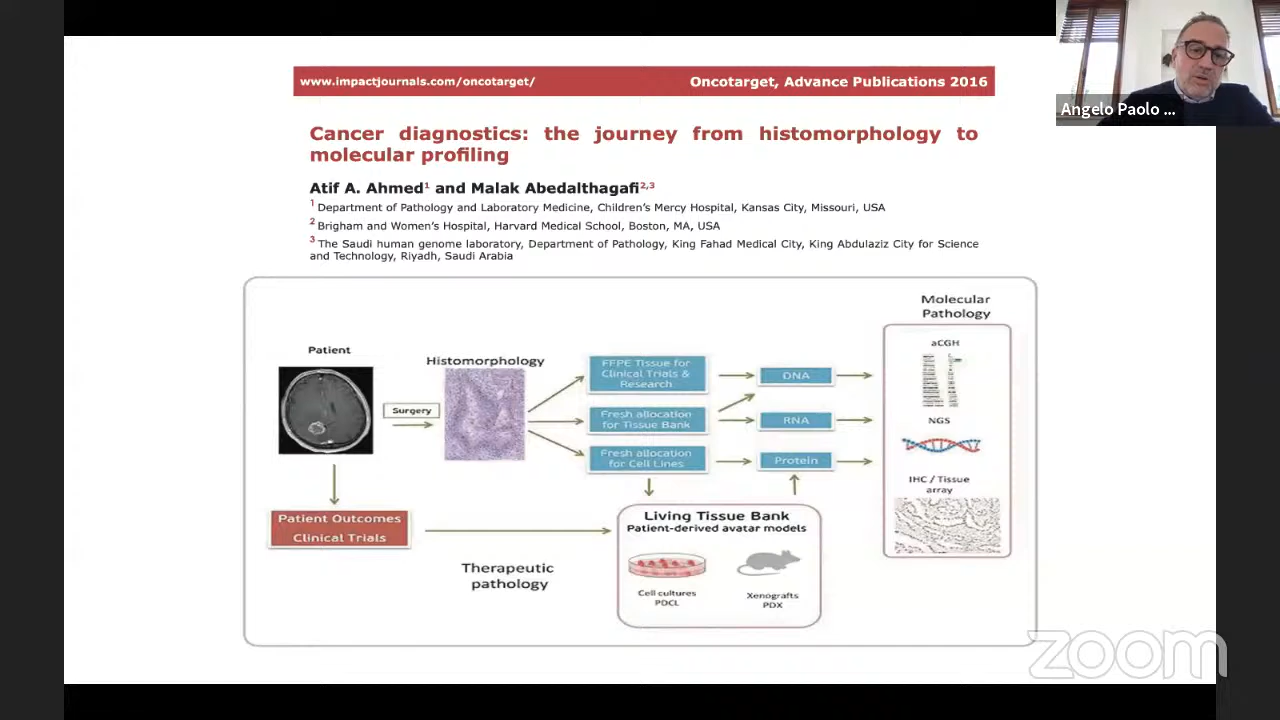 www.impactjournals.com/oncotarget/
Oncotarget, Advance Publications 2016
Angelo Paolo ...
Cancer diagnostics: the journey from histomorphology to
molecular profiling
Atif A. Ahmed1 and Malak Abedalthagafi2,3
1 Department of Pathology and Laboratory Medicine, Children's Mercy Hospital, Kansas City, Missouri, USA
2 Brigham and Women's Hospital, Harvard Medical School, Boston, MA, USA
3 The Saudi human genome laboratory, Department of Pathology, King Fahad Medical City, King Abdulaziz City for Science
and Technology, Riyadh, Saudi Arabia
Patient
Surgery
Histomorphology
FFPE Tissue for
Clinical Trials &
Research
Fresh allocation
for Tissue Bank
Fresh allocation
for Cell Lines
DNA
RNA
Protein
Molecular
Pathology
aCGH
NGS
IHC / Tissue
array
Patient Outcomes
Clinical Trials
Therapeutic
pathology
Living Tissue Bank
Patient-derived avatar models
Cell cultures
PDCL
Xenografts
PDX
zoom